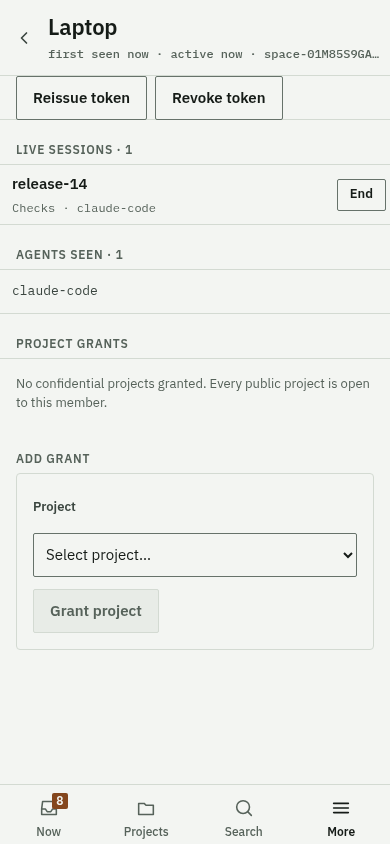 Laptop
first seen now · active now · space-01M85S9GA…
Reissue token
Revoke token
LIVE SESSIONS · 1
release-14
Checks · claude-code
End
AGENTS SEEN · 1
claude-code
PROJECT GRANTS
No confidential projects granted. Every public project is open
to this member.
ADD GRANT
Project
Select project...
Grant project
8
Now
Projects
Search
More